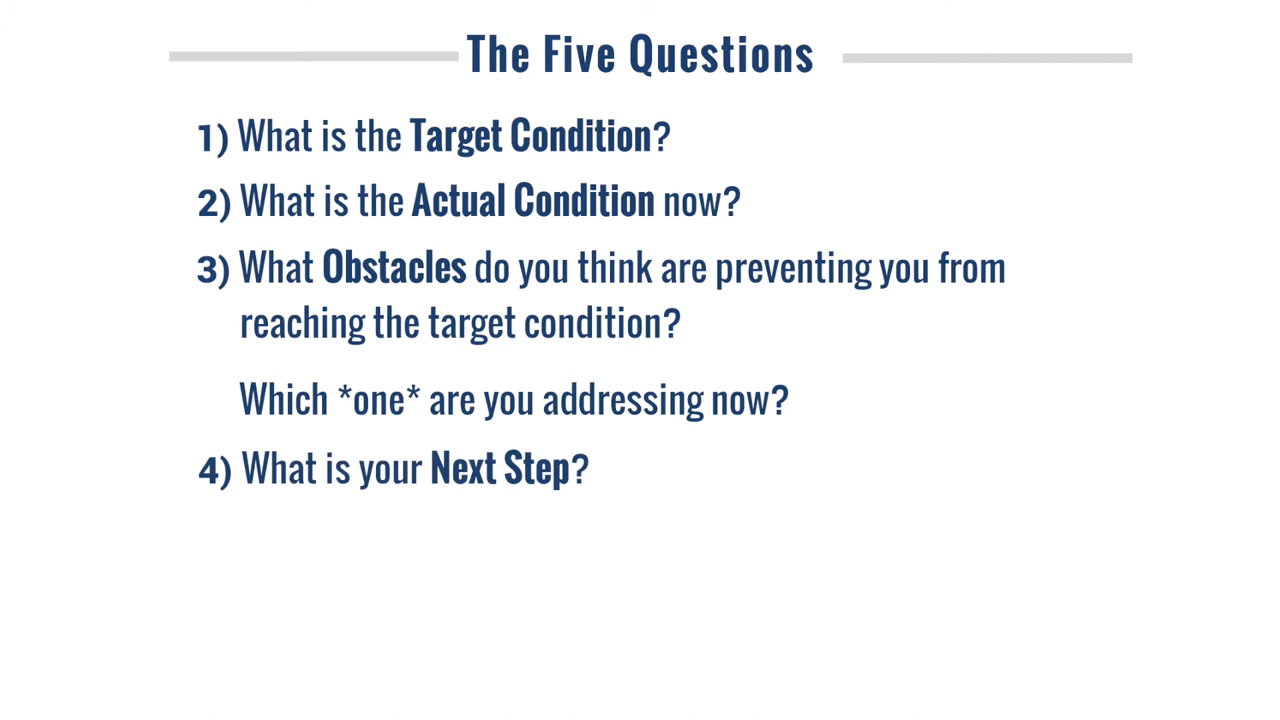 The Five Questions
1) What is the Target Condition?
2) What is the Actual Condition now?
3) What Obstacles do you think are preventing you from
reaching the target condition?
Which *one* are you addressing now?
4) What is your Next Step?